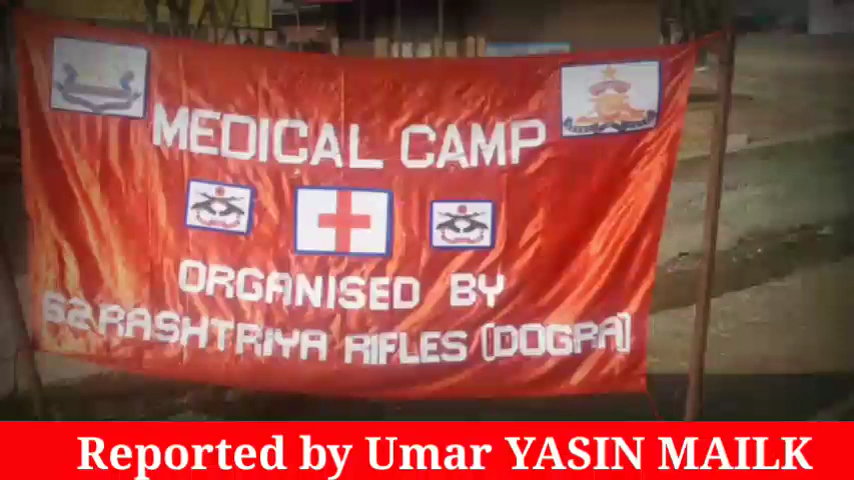 MEDICAL CAMP
ORGANISED BY
62 RASHTRIYA RIFLES (DOGRA)
Reported by Umar YASIN MAILK